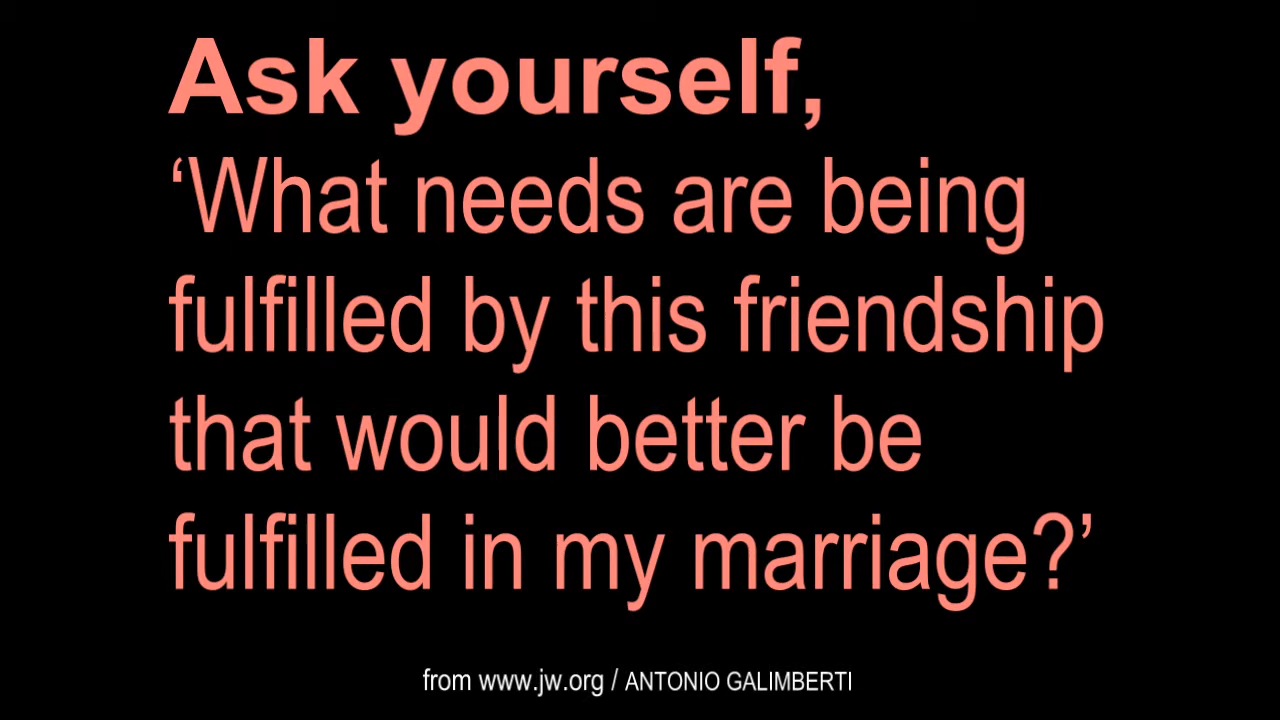 Ask yourself,
‘What needs are being
fulfilled by this friendship
that would better be
fulfilled in my marriage?’
from www.jw.org / ANTONIO GALIMBERTI